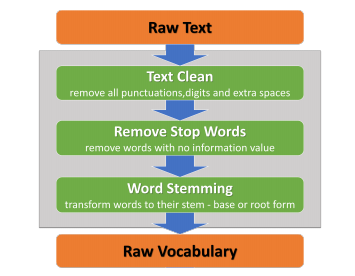 Raw Text
Text Clean
remove all punctuations,digits and extra spaces
Remove Stop Words
remove words with no information value
Word Stemming
transform words to their stem - base or root form
Raw Vocabulary